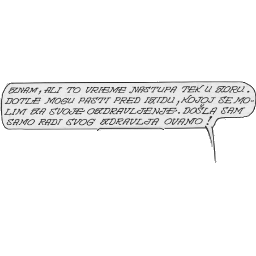 ZNAM, ALI TO VRIJEME NASTUPA TEK U ZORU.
DOTLE MOGU PASTI PRED IZIDU, KOJOJ SE MO-
LIM ZA SVOJE OZDRAVLJENJE. DOŠLA SAM
SAMO RADI SVOG ZDRAVLJA OVAMO!